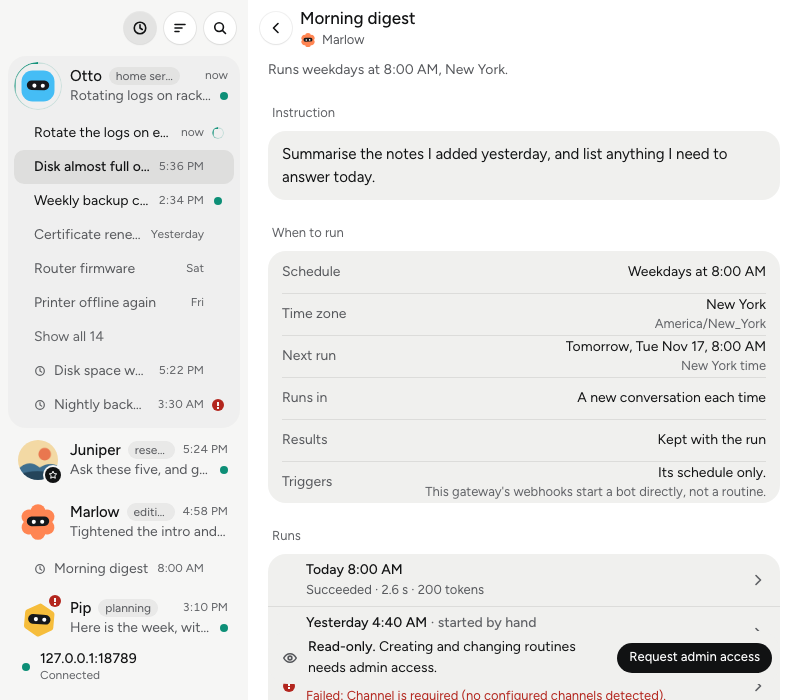 Otto home ser... now
Rotating logs on rack...
Rotate the logs on e... now
Disk almost full o... 5:36 PM
Weekly backup c... 2:34 PM
Certificate rene... Yesterday
Router firmware Sat
Printer offline again Fri
Show all 14
Disk space w... 5:22 PM
Nightly back... 3:30 AM
Juniper rese... 5:24 PM
Ask these five, and g...
Marlow editi... 4:58 PM
Tightened the intro and...
Morning digest 8:00 AM
Pip planning 3:10 PM
Here is the week, wit...
127.0.0.1:18789
Connected
Morning digest
Marlow
Runs weekdays at 8:00 AM, New York.
Instruction
Summarise the notes I added yesterday, and list anything I need to
answer today.
When to run
Schedule Weekdays at 8:00 AM
Time zone New York
America/New_York
Next run Tomorrow, Tue Nov 17, 8:00 AM
New York time
Runs in A new conversation each time
Results Kept with the run
Triggers Its schedule only.
This gateway's webhooks start a bot directly, not a routine.
Runs
Today 8:00 AM
Succeeded · 2.6 s · 200 tokens
Yesterday 4:40 AM · started by hand
Read-only. Creating and changing routines
needs admin access.
Request admin access
Failed: Channel is required (no configured channels detected).